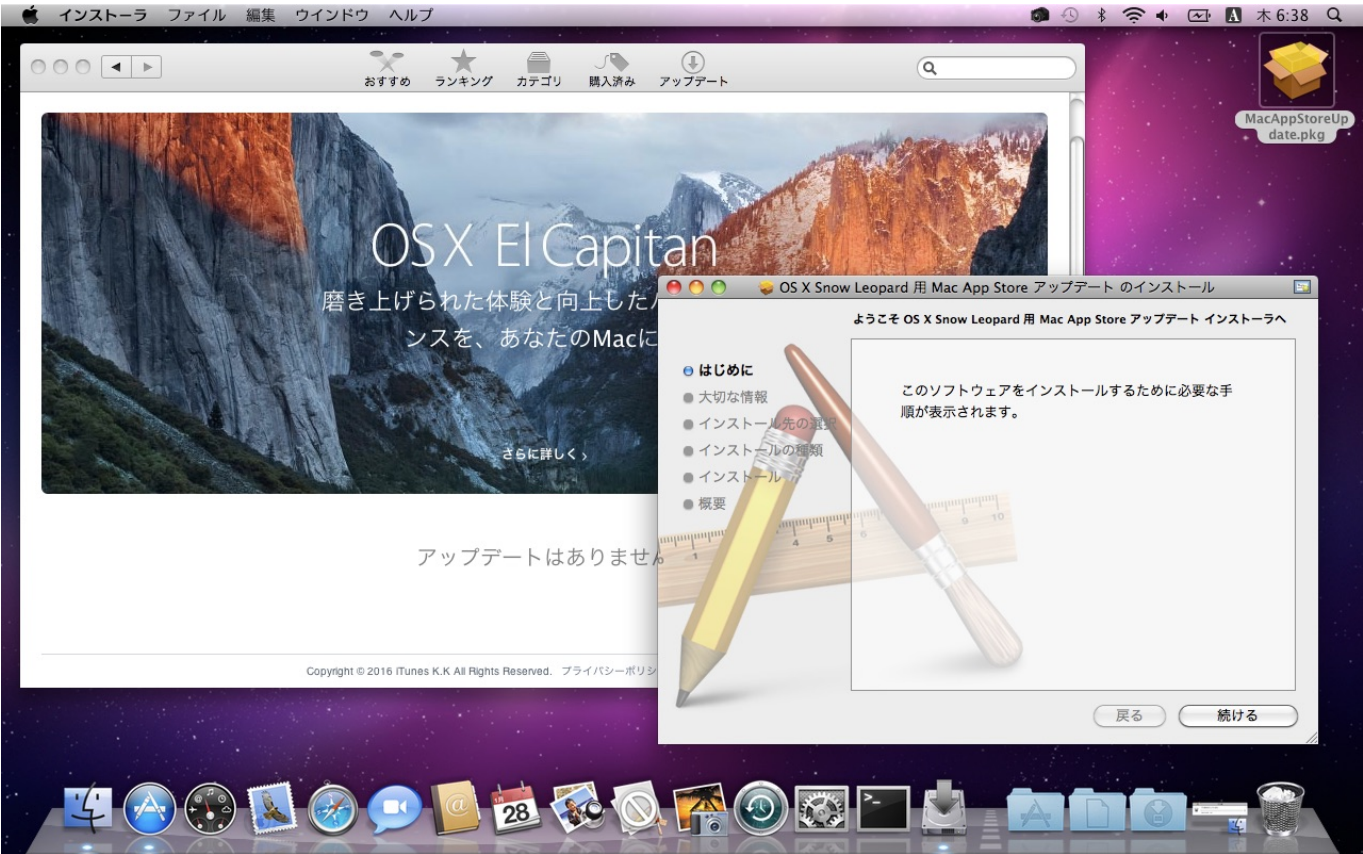 インストーラ ファイル 編集 ウインドウ ヘルプ
A 木 6:38
おすすめ ランキング カテゴリ 購入済み アップデート
MacAppStoreUp
date.pkg
OS X El Capitan
磨き上げられた体験と向上した
ンスを、あなたのMacに
さらに詳しく ›
アップデートはありません
Copyright © 2016 iTunes K.K All Rights Reserved. プライバシーポリシ
OS X Snow Leopard 用 Mac App Store アップデート のインストール
ようこそ OS X Snow Leopard 用 Mac App Store アップデート インストーラへ
はじめに
大切な情報
インストール先の選択
インストールの種類
インストール
概要
このソフトウェアをインストールするために必要な手
順が表示されます。
1 4 5 6 9 10
戻る 続ける
1月
28